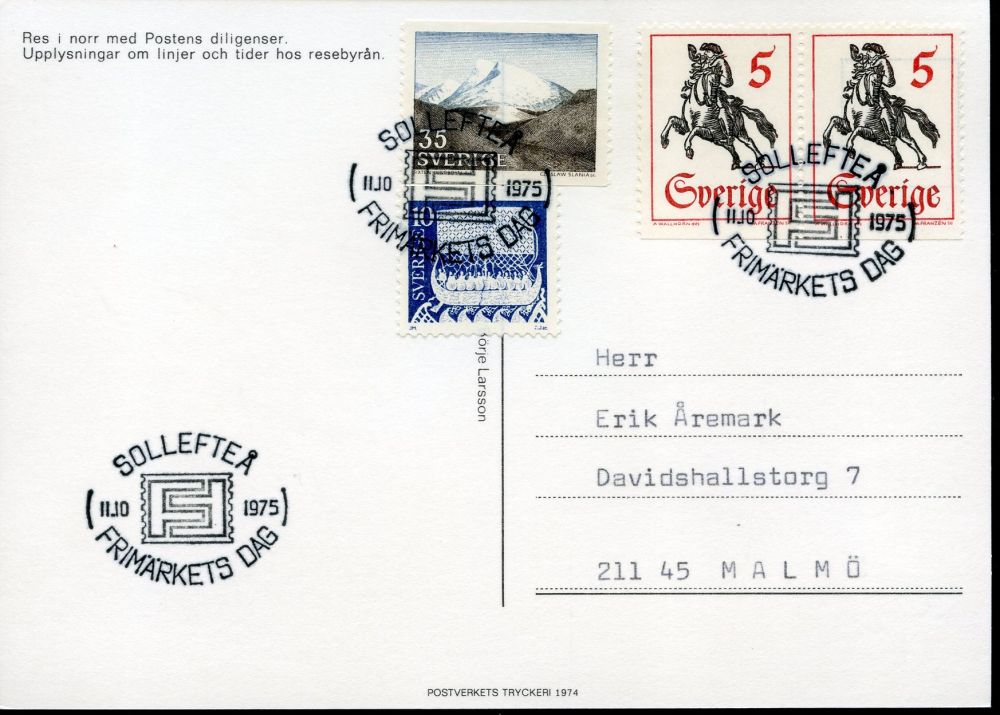 Res i norr med Postens diligenser.
Upplysningar om linjer och tider hos resebyrån.
35
SVERIGE
CZESLAW SLANIA sc.
10
SVERIGE
5
Sverige
5
Sverige
SOLLEFTEÅ
11.10 1975
FRIMÄRKETS DAG
SOLLEFTEÅ
11.10 1975
FRIMÄRKETS DAG
örje Larsson
Herr
Erik Åremark
Davidshallstorg 7
211 45 MALMÖ
SOLLEFTEÅ
11.10 1975
FRIMÄRKETS DAG
POSTVERKETS TRYCKERI 1974